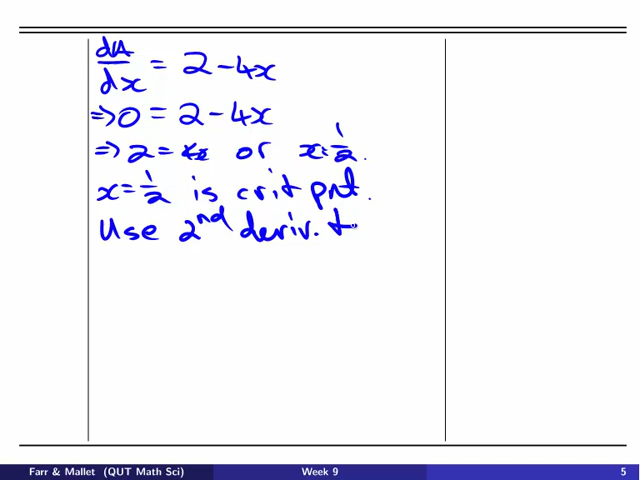 dA/dx = 2 - 4x
⇒ 0 = 2 - 4x
⇒ 2 = 4x or x = 1/2.
x = 1/2 is crit pnt.
Use 2nd deriv. t
Farr & Mallet (QUT Math Sci) Week 9 5